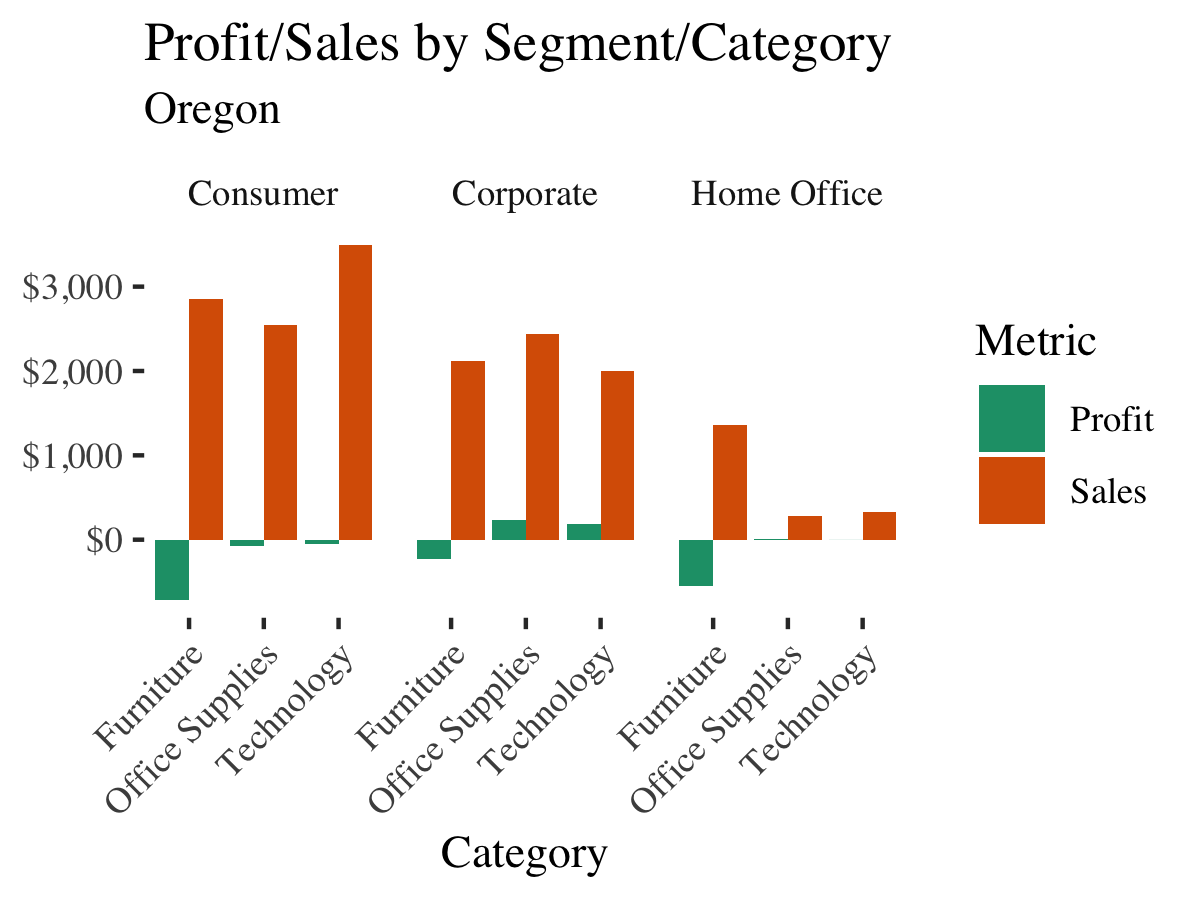 Profit/Sales by Segment/Category
Oregon
Consumer
Corporate
Home Office
$3,000
$2,000
$1,000
$0
Furniture
Office Supplies
Technology
Furniture
Office Supplies
Technology
Furniture
Office Supplies
Technology
Category
Metric
Profit
Sales